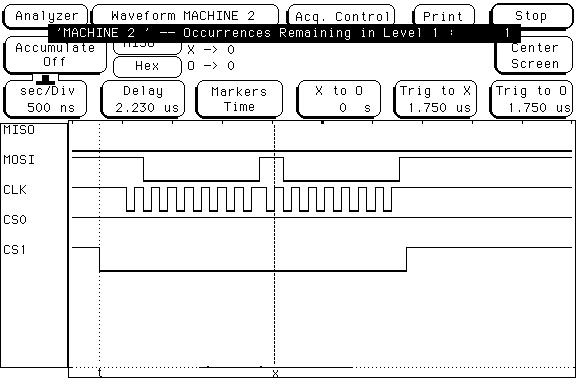 Analyzer Waveform MACHINE 2 Acq. Control Print Stop
'MACHINE 2 ' -- Occurrences Remaining in Level 1 : 1
Accumulate Off
MISO X -> 0
Hex O -> 0
Center Screen
sec/Div 500 ns
Delay 2.230 us
Markers Time
X to O 0 s
Trig to X 1.750 us
Trig to O 1.750 us
MISO
MOSI
CLK
CS0
CS1
t X